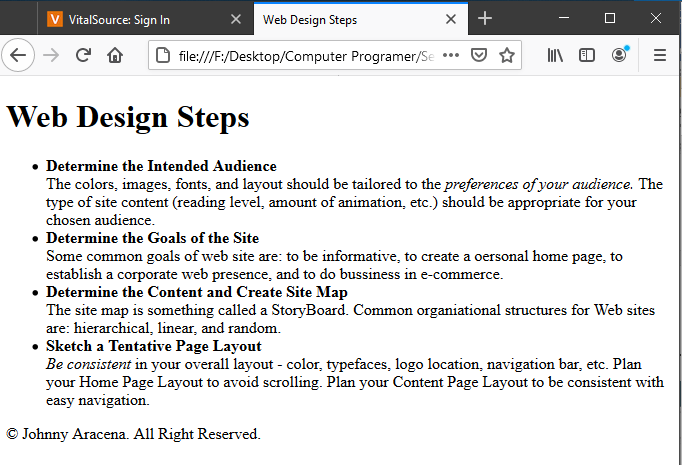 VitalSource: Sign In
Web Design Steps
file:///F:/Desktop/Computer Programer/Se
Web Design Steps
• Determine the Intended Audience
The colors, images, fonts, and layout should be tailored to the preferences of your audience. The
type of site content (reading level, amount of animation, etc.) should be appropriate for your
chosen audience.
• Determine the Goals of the Site
Some common goals of web site are: to be informative, to create a oersonal home page, to
establish a corporate web presence, and to do bussiness in e-commerce.
• Determine the Content and Create Site Map
The site map is something called a StoryBoard. Common organiational structures for Web sites
are: hierarchical, linear, and random.
• Sketch a Tentative Page Layout
Be consistent in your overall layout - color, typefaces, logo location, navigation bar, etc. Plan
your Home Page Layout to avoid scrolling. Plan your Content Page Layout to be consistent with
easy navigation.
© Johnny Aracena. All Right Reserved.